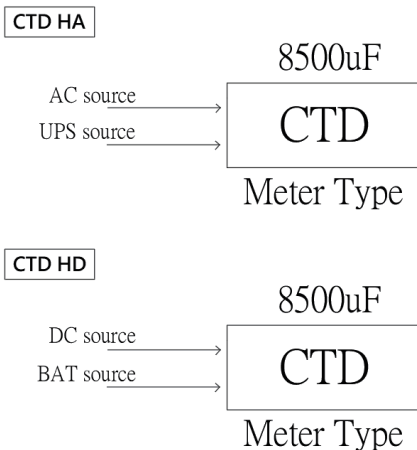 CTD HA
8500uF
AC source
UPS source
CTD
Meter Type
CTD HD
8500uF
DC source
BAT source
CTD
Meter Type